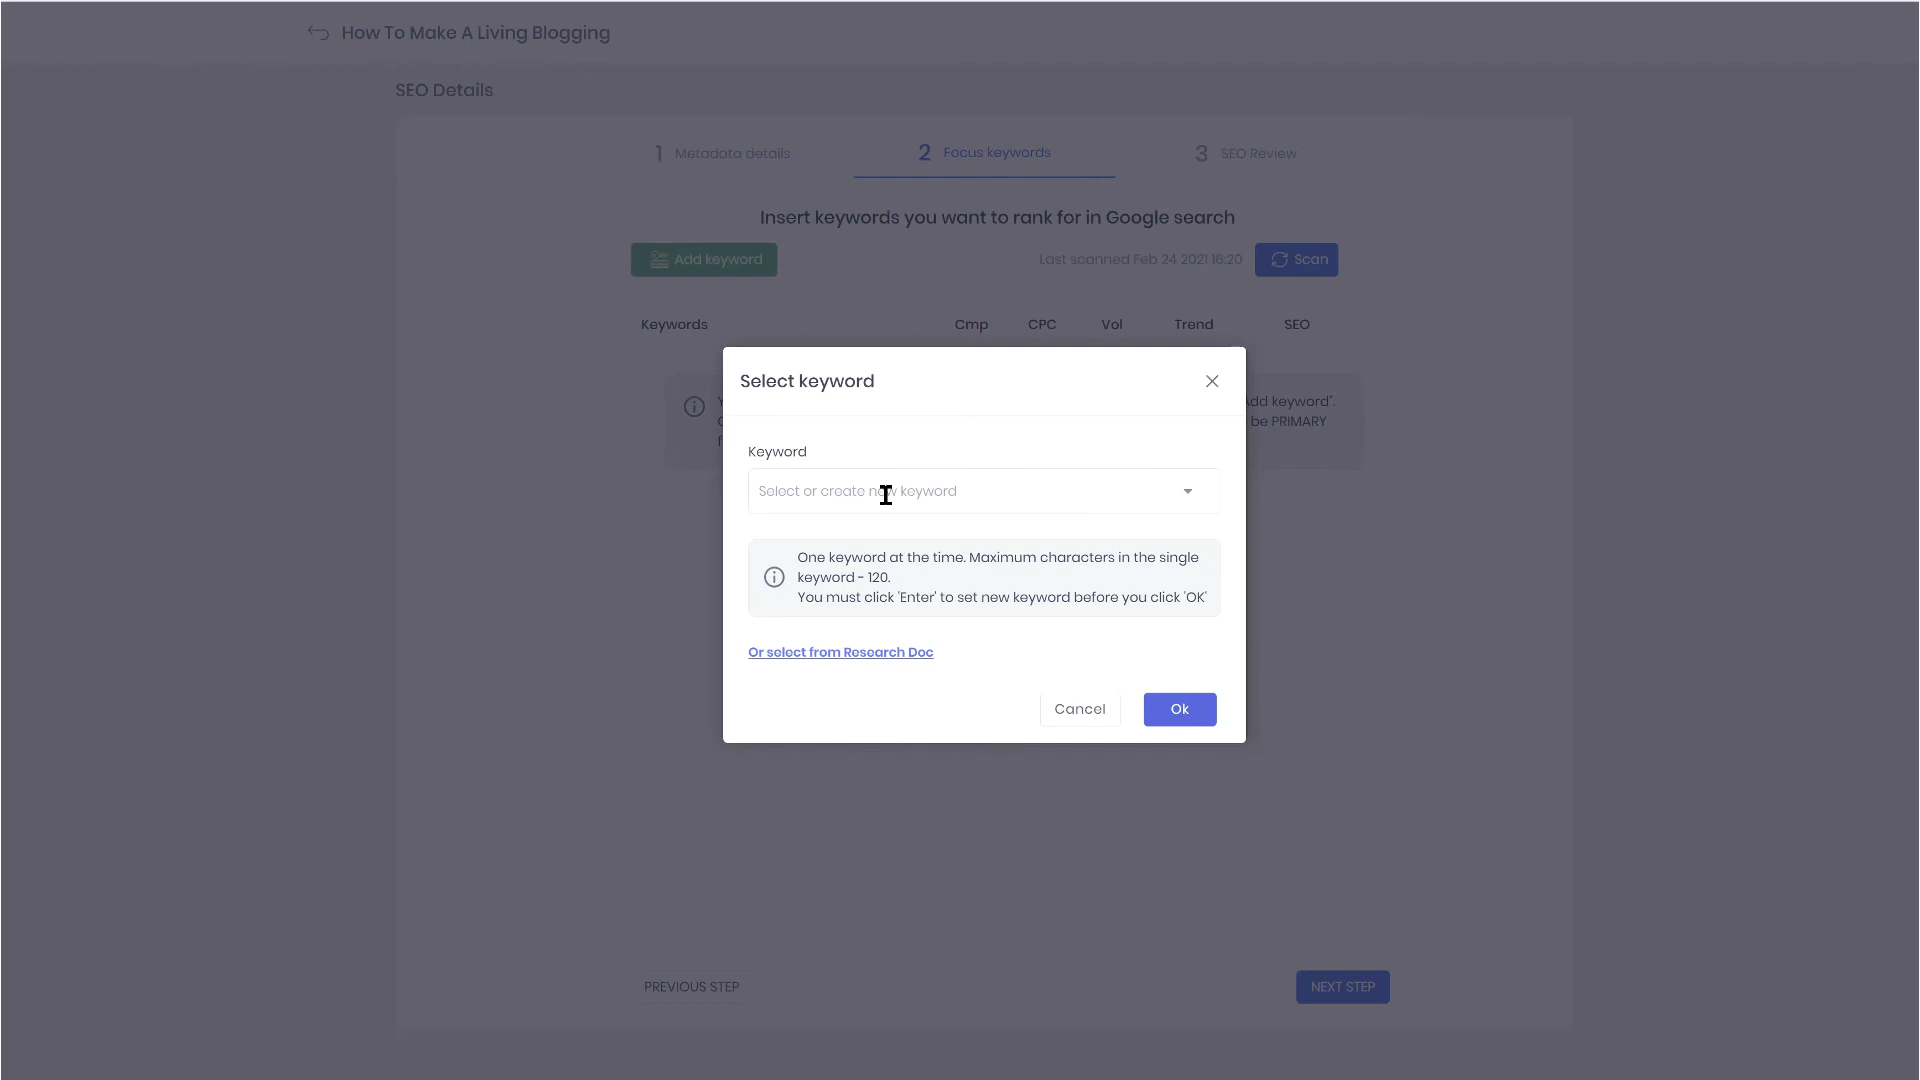 How To Make A Living Blogging
SEO Details
1 Metadata details
2 Focus keywords
3 SEO Review
Insert keywords you want to rank for in Google search
Add keyword
Last scanned Feb 24 2021 16:20
Scan
Keywords Cmp CPC Vol Trend SEO
Select keyword
dd keyword".
be PRIMARY
Keyword
Select or create new keyword
One keyword at the time. Maximum characters in the single
keyword - 120.
You must click 'Enter' to set new keyword before you click 'OK'
Or select from Research Doc
Cancel
Ok
PREVIOUS STEP
NEXT STEP